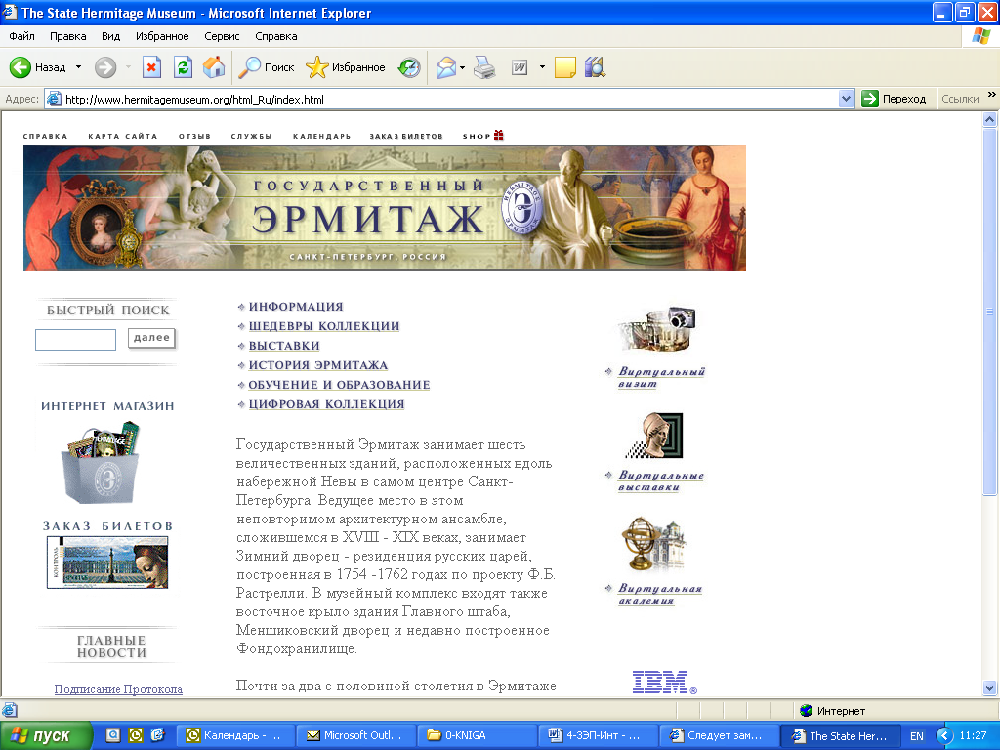 The State Hermitage Museum - Microsoft Internet Explorer
Файл Правка Вид Избранное Сервис Справка
Назад Поиск Избранное
Адрес: http://www.hermitagemuseum.org/html_Ru/index.html Переход Ссылки »
СПРАВКА КАРТА САЙТА ОТЗЫВ СЛУЖБЫ КАЛЕНДАРЬ ЗАКАЗ БИЛЕТОВ SHOP
ГОСУДАРСТВЕННЫЙ
ЭРМИТАЖ
САНКТ-ПЕТЕРБУРГ, РОССИЯ
HERMITAGE
ЭРМИТАЖ
БЫСТРЫЙ ПОИСК
далее
ИНТЕРНЕТ МАГАЗИН
HERMITAGE
ЗАКАЗ БИЛЕТОВ
КОНТРОЛЬ
ГЛАВНЫЕ
НОВОСТИ
Подписание Протокола
ИНФОРМАЦИЯ
ШЕДЕВРЫ КОЛЛЕКЦИИ
ВЫСТАВКИ
ИСТОРИЯ ЭРМИТАЖА
ОБУЧЕНИЕ И ОБРАЗОВАНИЕ
ЦИФРОВАЯ КОЛЛЕКЦИЯ
Государственный Эрмитаж занимает шесть
величественных зданий, расположенных вдоль
набережной Невы в самом центре Санкт-
Петербурга. Ведущее место в этом
неповторимом архитектурном ансамбле,
сложившемся в XVIII - XIX веках, занимает
Зимний дворец - резиденция русских царей,
построенная в 1754 -1762 годах по проекту Ф.Б.
Растрелли. В музейный комплекс входят также
восточное крыло здания Главного штаба,
Меншиковский дворец и недавно построенное
Фондохранилище.
Почти за два с половиной столетия в Эрмитаже
Виртуальный
визит
Виртуальные
выставки
Виртуальная
академия
IBM®
Интернет
пуск Календарь - ... Microsoft Outl... 0-KNIGA 4-ЗЭП-Инт - ... Следует зам... The State Her... EN 11:27